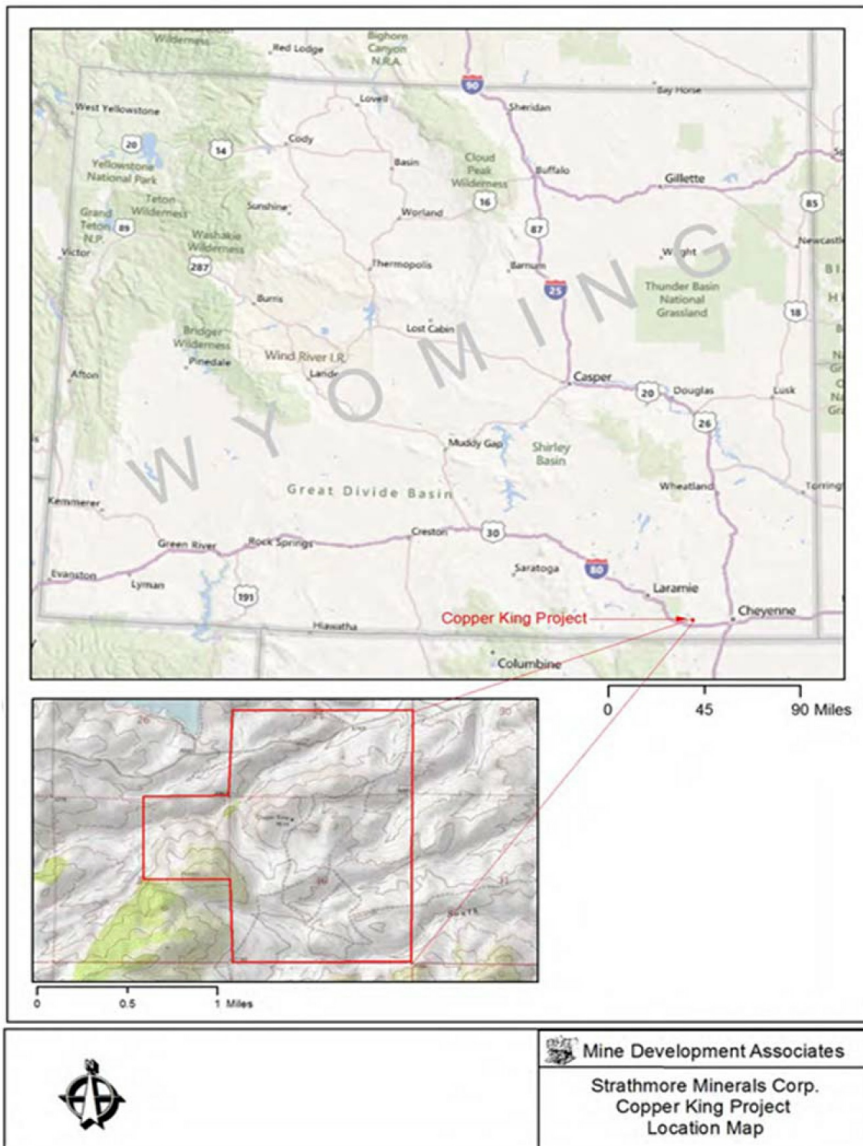 Wilderness
Red Lodge
Bighorn
Canyon
N.R.A.
90
Bay Horse
West Yellowstone
Lovell
Sheridan
20
14
Cody
Yellowstone
National Park
Basin
Cloud
Peak
Wilderness
Buffalo
Gillette
Teton
Wilderness
Sunshine
16
85
Grand
Teton
N.P.
89
Worland
87
Washakie
Wilderness
Newcastle
Victor
287
Thermopolis
Barnum
Wright
25
Thunder Basin
National
Grassland
Burris
18
Lost Cabin
Bridger
Wilderness
Wind River I.R.
Pinedale
Afton
Casper
20
Douglas
Lusk
26
WYOMING
Muddy Gap
Shirley
Basin
Great Divide Basin
Wheatland
Kemmerer
Green River
Rock Springs
Creston
30
Evanston
Lyman
191
Saratoga
80
Laramie
Copper King Project
Cheyenne
Hiawatha
Columbine
0 45 90 Miles
26
36
31
0 0.5 1 Miles
Mine Development Associates
Strathmore Minerals Corp.
Copper King Project
Location Map